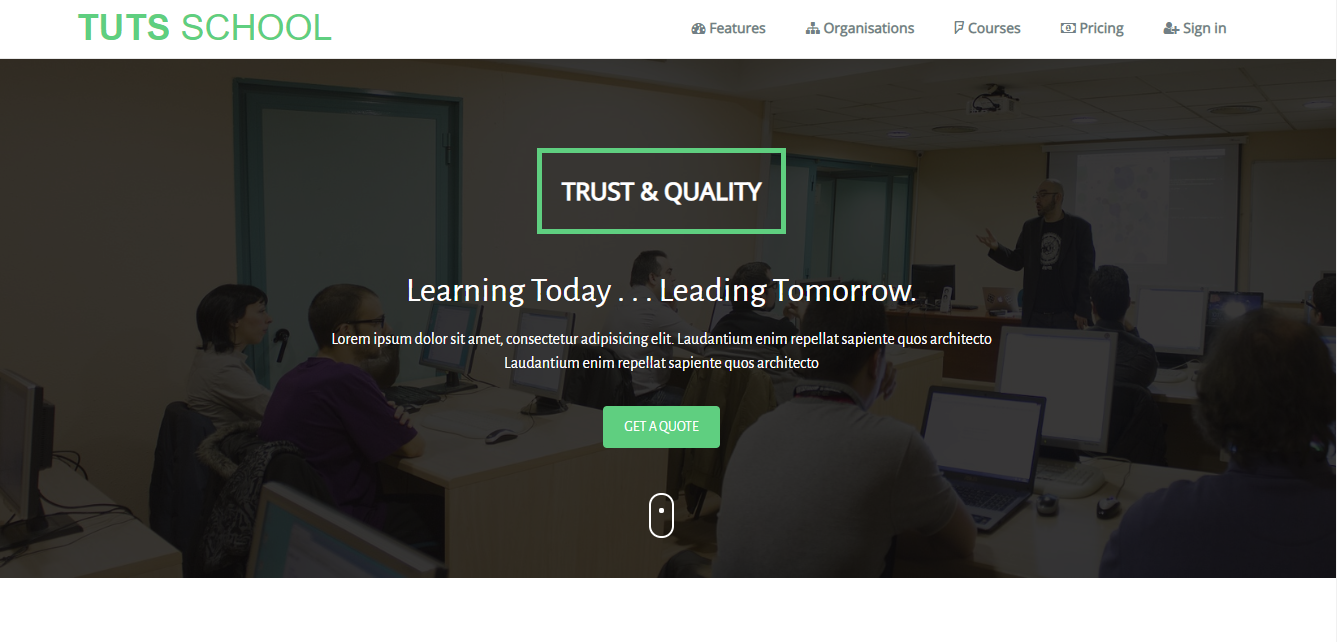 TUTS SCHOOL
Features
Organisations
Courses
Pricing
Sign in
TRUST & QUALITY
Learning Today . . . Leading Tomorrow.
Lorem ipsum dolor sit amet, consectetur adipisicing elit. Laudantium enim repellat sapiente quos architecto
Laudantium enim repellat sapiente quos architecto
GET A QUOTE